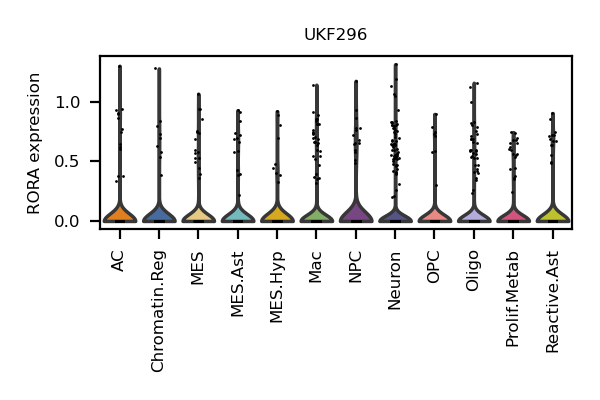 UKF296
RORA expression
1.0
0.5
0.0
AC
Chromatin.Reg
MES
MES.Ast
MES.Hyp
Mac
NPC
Neuron
OPC
Oligo
Prolif.Metab
Reactive.Ast